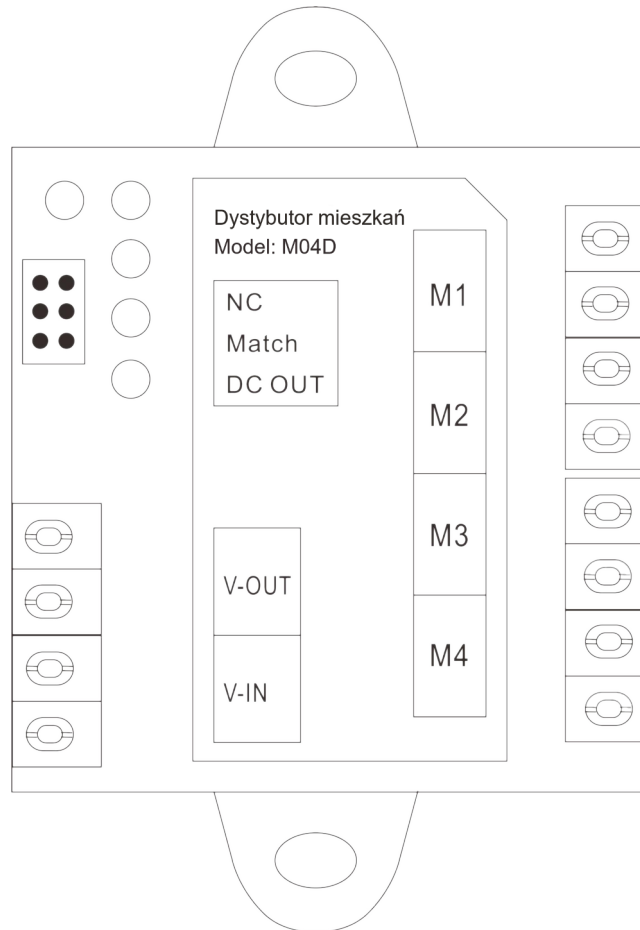 Dystybutor mieszkań
Model: M04D
NC
Match
DC OUT
M1
M2
M3
M4
V-OUT
V-IN